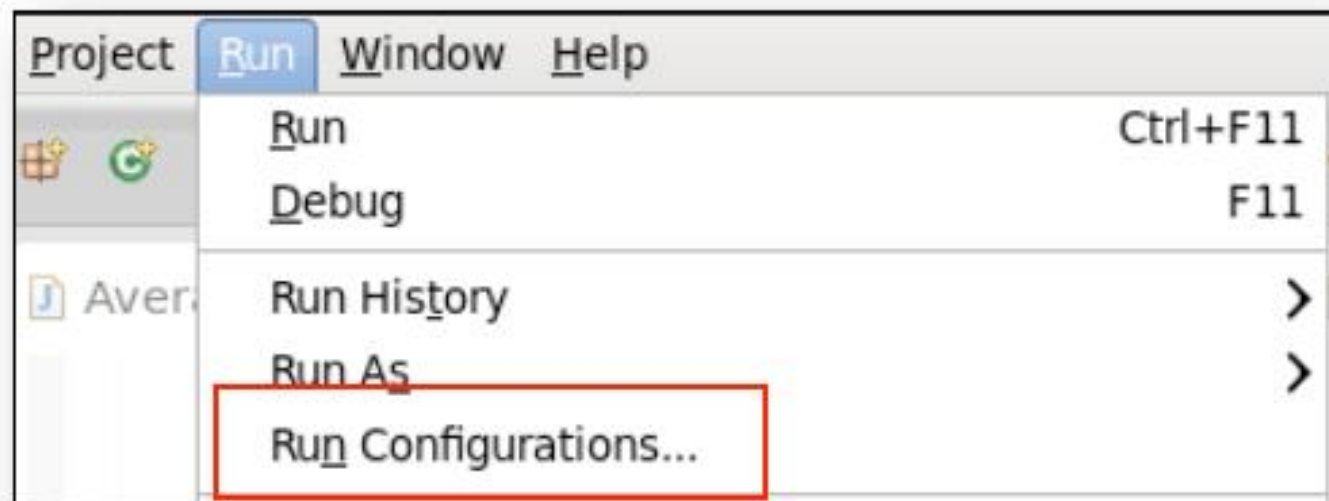 Project Run Window Help
Run Ctrl+F11
Debug F11
Run History
Run As
Run Configurations...